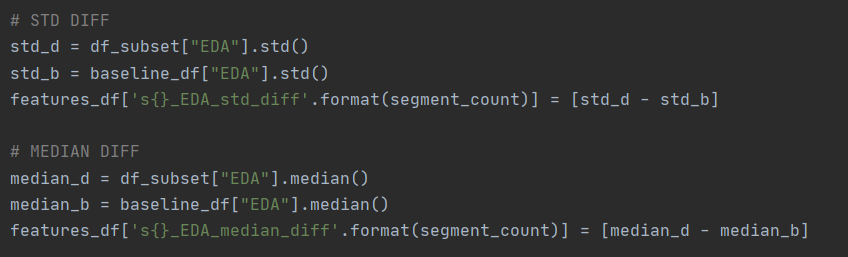 # STD DIFF
std_d = df_subset["EDA"].std()
std_b = baseline_df["EDA"].std()
features_df['s{}_EDA_std_diff'.format(segment_count)] = [std_d - std_b]
# MEDIAN DIFF
median_d = df_subset["EDA"].median()
median_b = baseline_df["EDA"].median()
features_df['s{}_EDA_median_diff'.format(segment_count)] = [median_d - median_b]